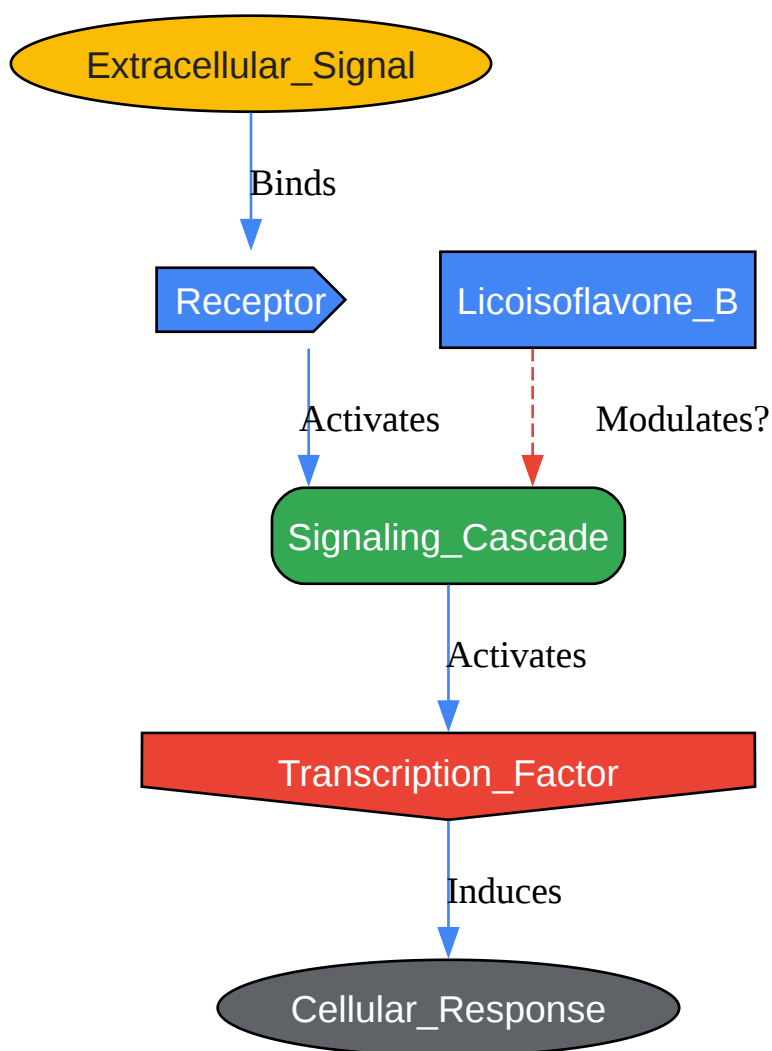 Extracellular_Signal
Binds
Receptor
Licoisoflavone_B
Activates
Modulates?
Signaling_Cascade
Activates
Transcription_Factor
Induces
Cellular_Response